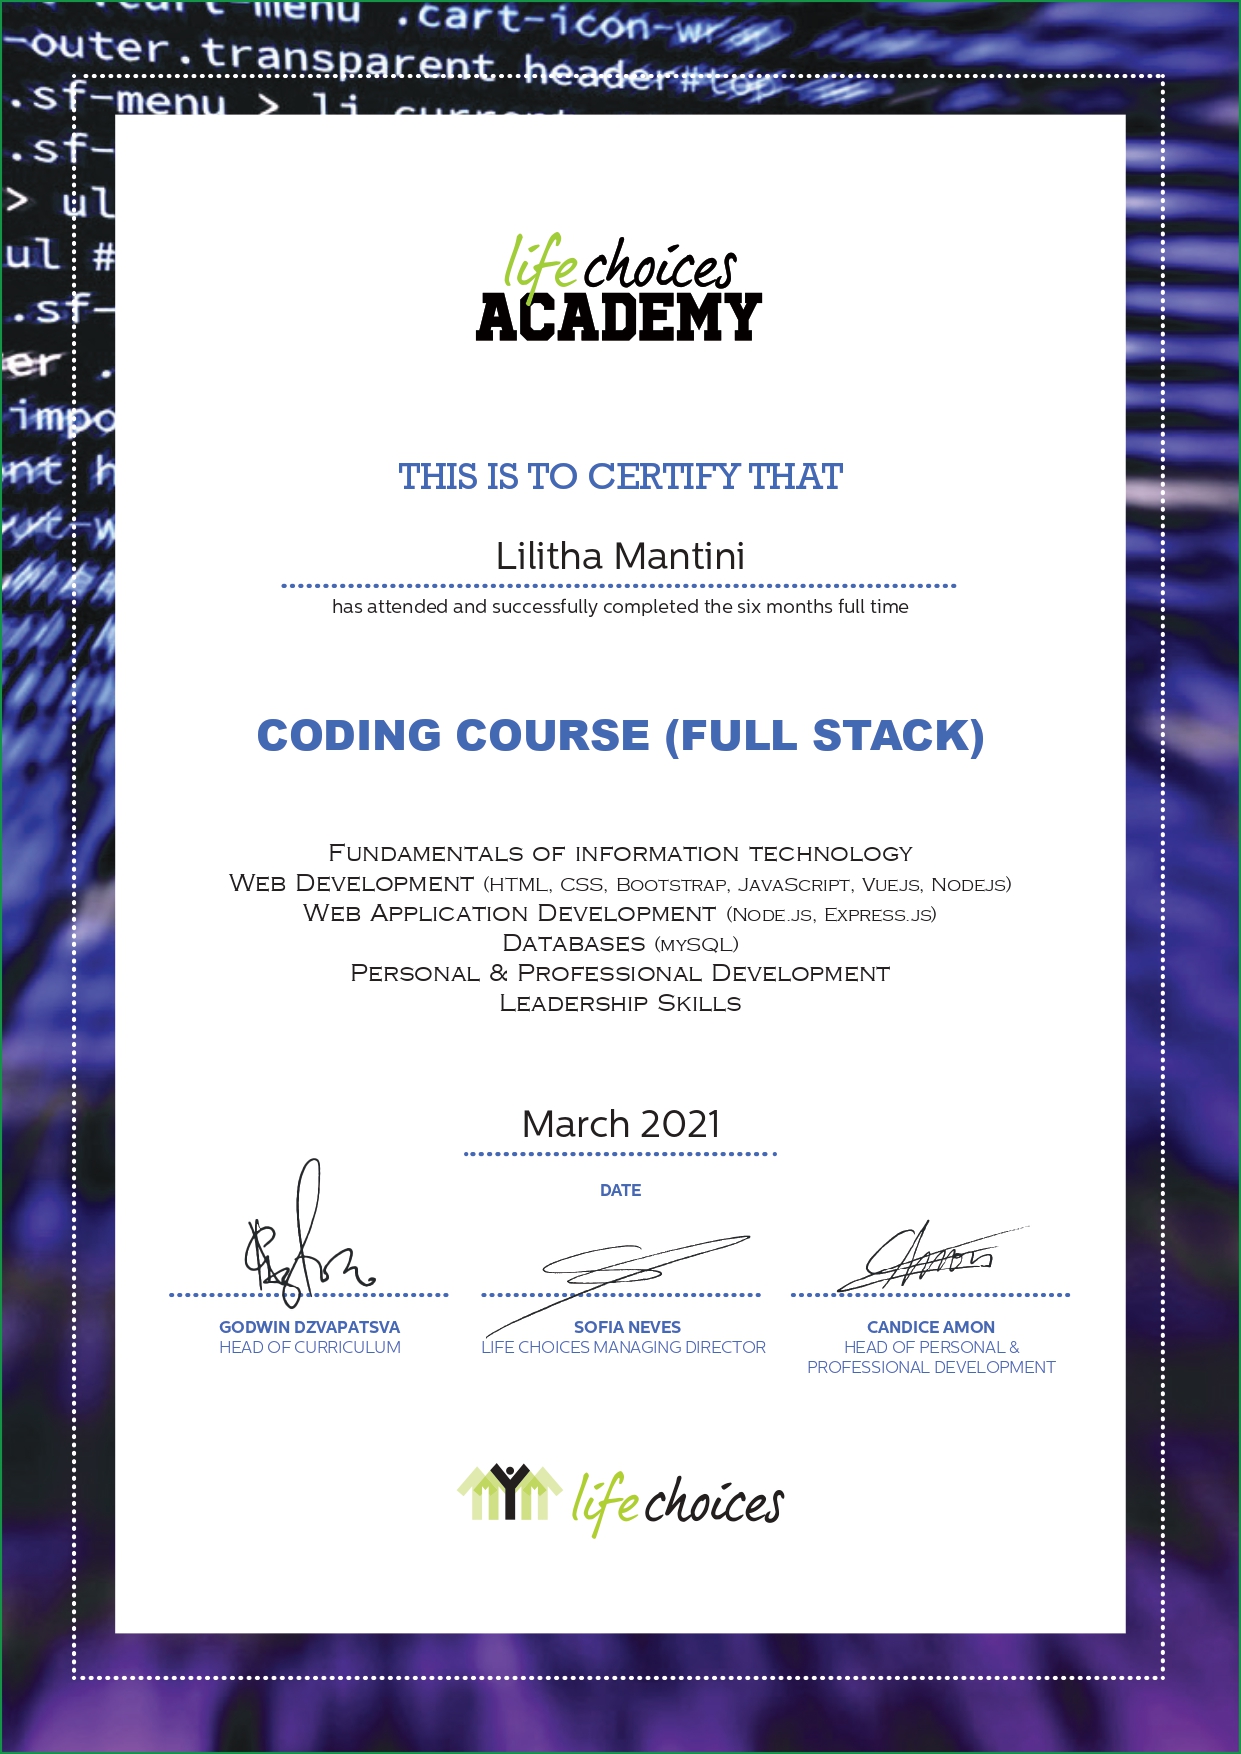 .cart-icon-wrap
-outer.transparent header#top
.sf-menu > li
.sf-
> ul
ul #
.sf-
er .
impo
nt h
life choices
ACADEMY
THIS IS TO CERTIFY THAT
Lilitha Mantini
has attended and successfully completed the six months full time
CODING COURSE (FULL STACK)
FUNDAMENTALS OF INFORMATION TECHNOLOGY
WEB DEVELOPMENT (HTML, CSS, BOOTSTRAP, JAVASCRIPT, VUEJS, NODEJS)
WEB APPLICATION DEVELOPMENT (NODE.JS, EXPRESS.JS)
DATABASES (MYSQL)
PERSONAL & PROFESSIONAL DEVELOPMENT
LEADERSHIP SKILLS
March 2021
DATE
GODWIN DZVAPATSVA
HEAD OF CURRICULUM
SOFIA NEVES
LIFE CHOICES MANAGING DIRECTOR
CANDICE AMON
HEAD OF PERSONAL &
PROFESSIONAL DEVELOPMENT
life choices